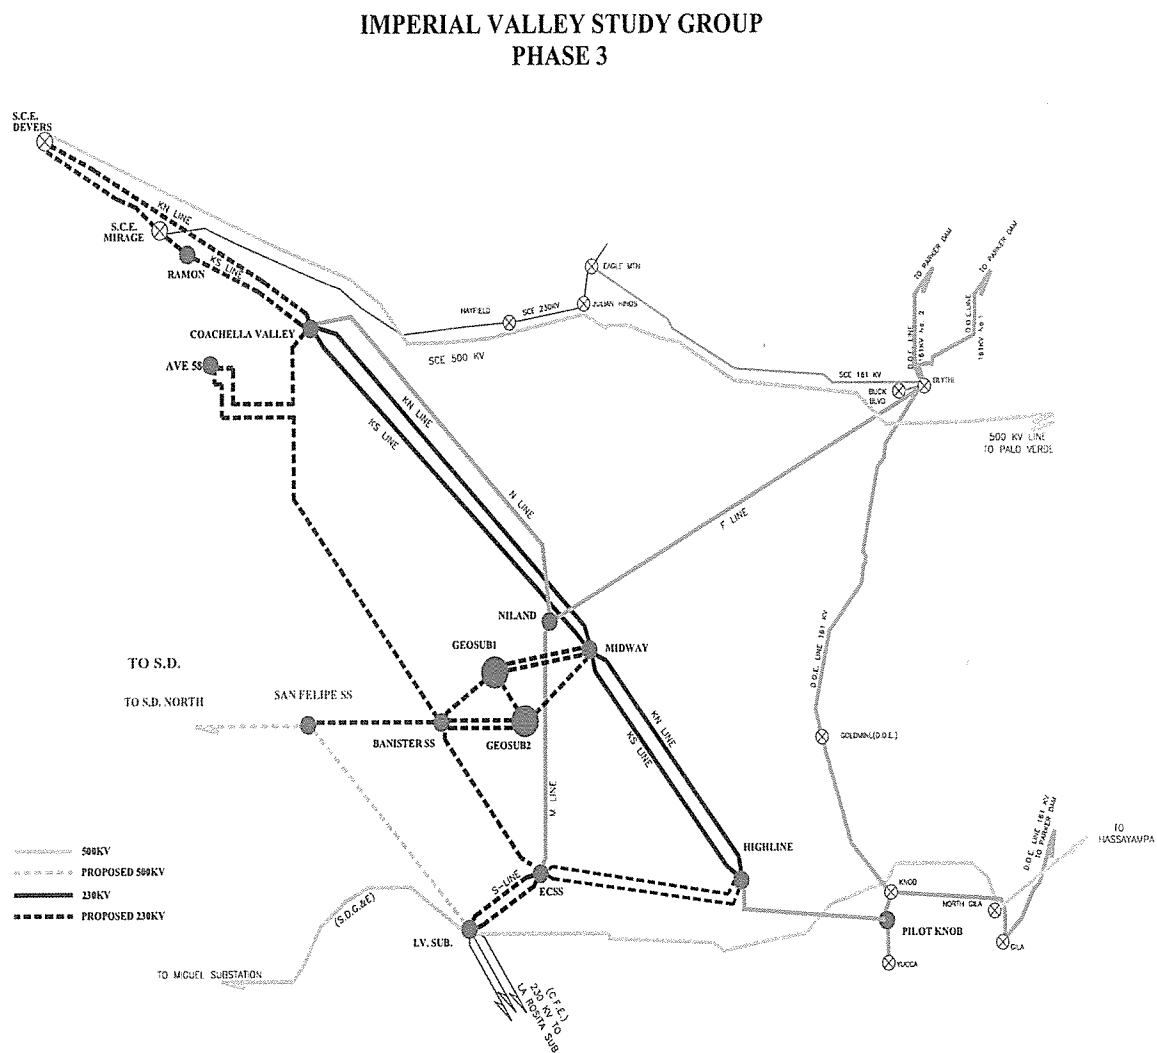 IMPERIAL VALLEY STUDY GROUP
PHASE 3
S.C.E.
DEVERS
KN LINE
S.C.E.
MIRAGE
RAMON
KS LINE
COACHELLA VALLEY
AVE 58
EAGLE MTN
HAYFIELD
SCE 230KV
JULIAN HINDS
SCE 500 KV
TO PARKER DAM
TO PARKER DAM
D.O.E. LINE
161KV No. 2
D.O.E. LINE
161KV No 1
SCE 161 KV
BUCK
BLVD
BLYTHE
500 KV LINE
TO PALO VERDE
KN LINE
KS LINE
N LINE
F LINE
NILAND
MIDWAY
GEOSUB1
TO S.D.
TO S.D. NORTH
SAN FELIPE SS
BANISTER SS
GEOSUB2
KN LINE
KS LINE
M LINE
D.O.E. LINE 161 KV
GOLDMINE(D.O.E.)
500KV
PROPOSED 500KV
230KV
PROPOSED 230KV
HIGHLINE
S-LINE
ECSS
(S.D.G.&E)
I.V. SUB.
TO MIGUEL SUBSTATION
(C.F.E.)
230 KV TO
LA ROSITA SUB
D.O.E. LINE 161 KV
TO PARKER DAM
TO
HASSAYAMPA
KNOB
NORTH GILA
PILOT KNOB
GILA
YUCCA